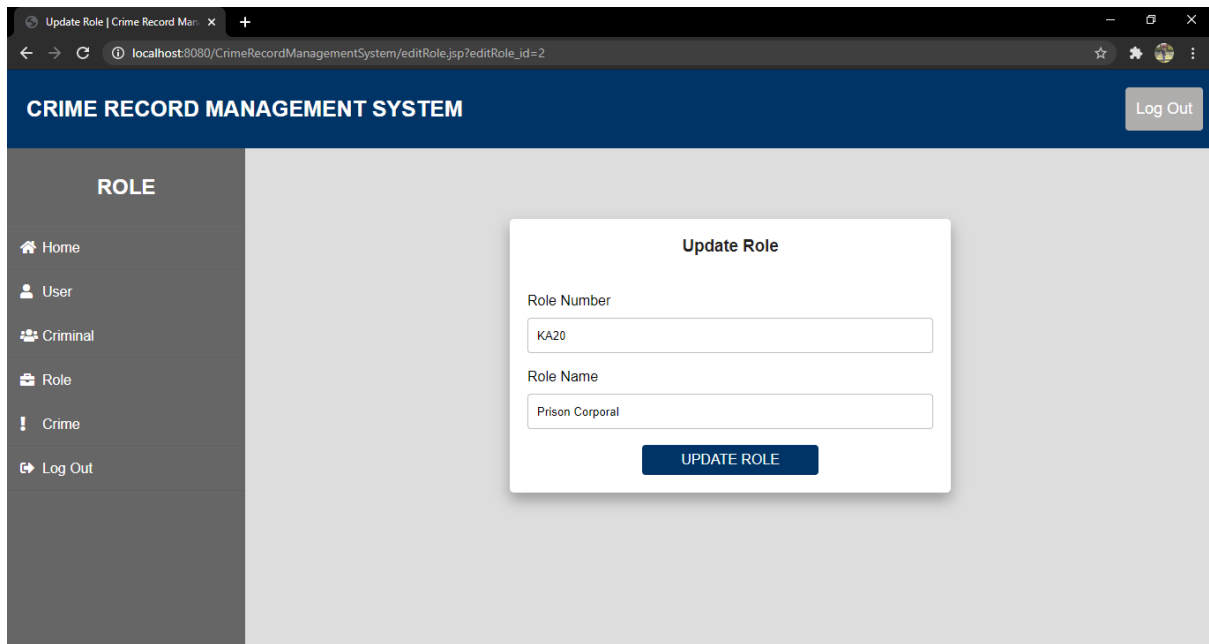 Update Role | Crime Record Man
localhost:8080/CrimeRecordManagementSystem/editRole.jsp?editRole_id=2
CRIME RECORD MANAGEMENT SYSTEM
Log Out
ROLE
Home
User
Criminal
Role
Crime
Log Out
Update Role
Role Number
KA20
Role Name
Prison Corporal
UPDATE ROLE